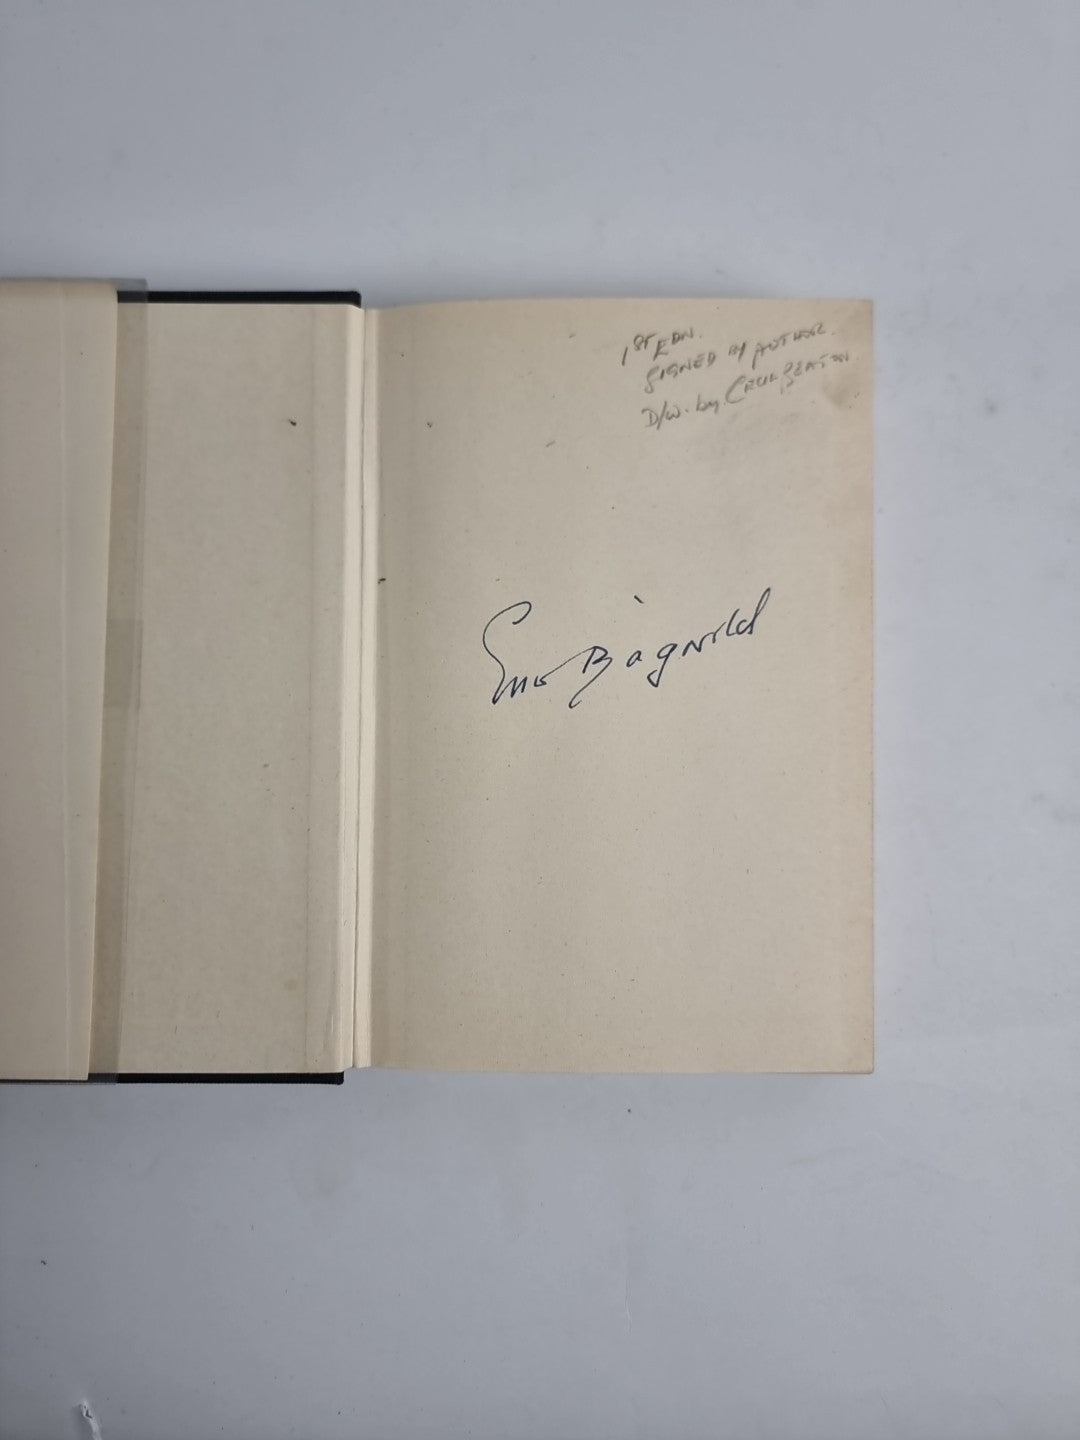 1ST EDN.
SIGNED BY AUTHOR.
D/W. by CECIL BEATON
Enid Bagnold